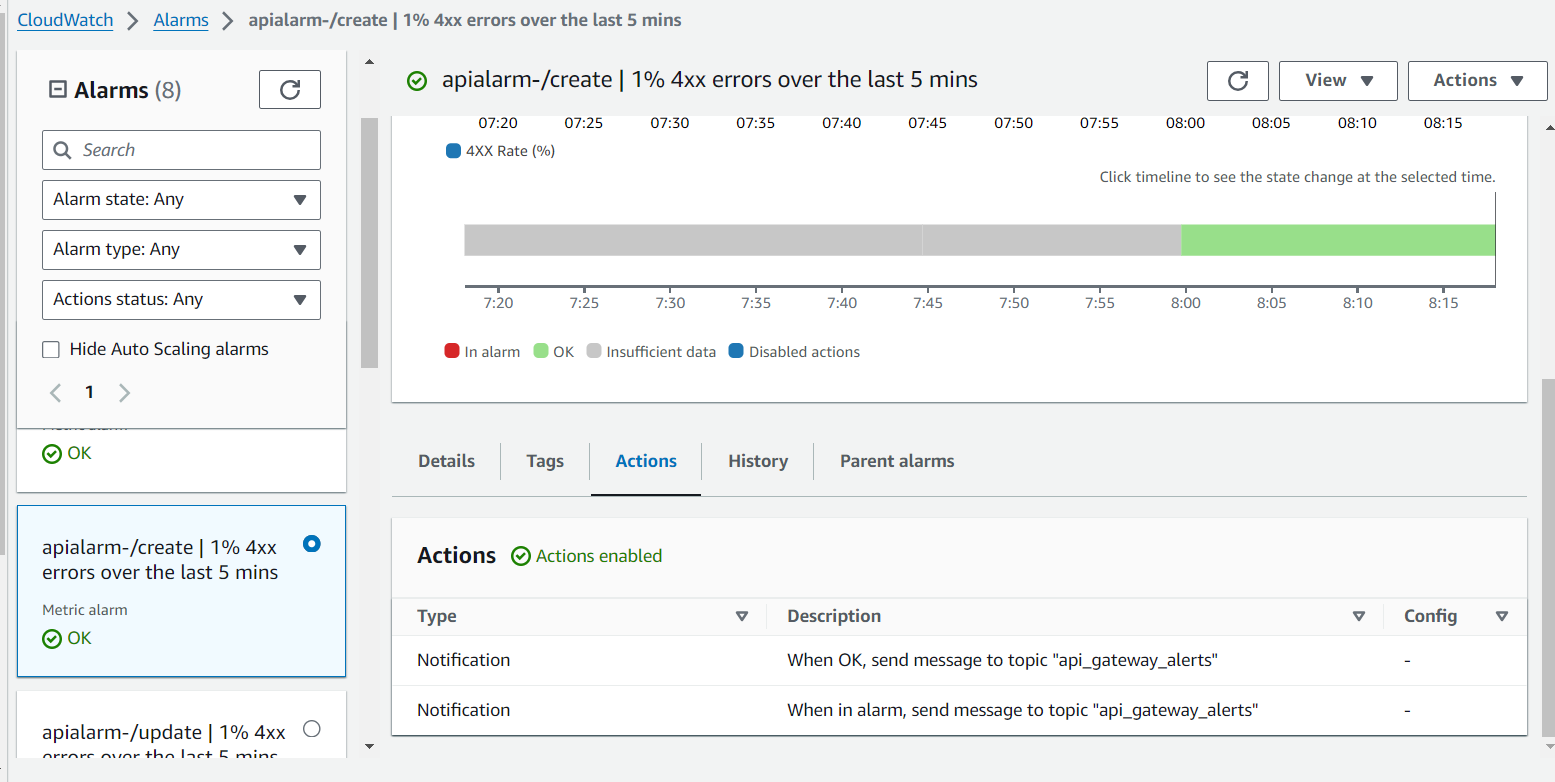 CloudWatch > Alarms > apialarm-/create | 1% 4xx errors over the last 5 mins
Alarms (8)
Search
Alarm state: Any
Alarm type: Any
Actions status: Any
Hide Auto Scaling alarms
1
OK
apialarm-/create | 1% 4xx
errors over the last 5 mins
Metric alarm
OK
apialarm-/update | 1% 4xx
errors over the last 5 mins
apialarm-/create | 1% 4xx errors over the last 5 mins
View
Actions
07:20 07:25 07:30 07:35 07:40 07:45 07:50 07:55 08:00 08:05 08:10 08:15
4XX Rate (%)
Click timeline to see the state change at the selected time.
7:20 7:25 7:30 7:35 7:40 7:45 7:50 7:55 8:00 8:05 8:10 8:15
In alarm OK Insufficient data Disabled actions
Details Tags Actions History Parent alarms
Actions Actions enabled
Type Description Config
Notification When OK, send message to topic "api_gateway_alerts" -
Notification When in alarm, send message to topic "api_gateway_alerts" -